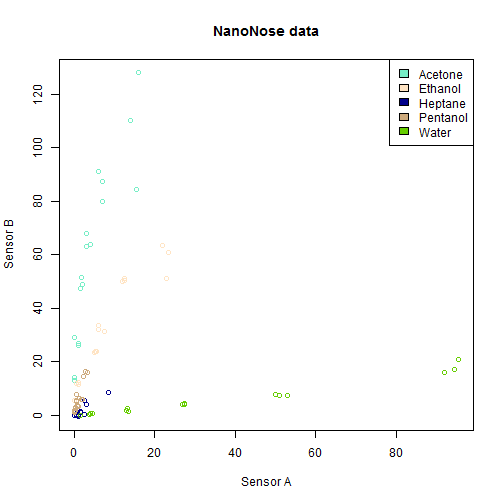 NanoNose data
Acetone
Ethanol
Heptane
Pentanol
Water
Sensor B
0
20
40
60
80
100
120
0
20
40
60
80
Sensor A